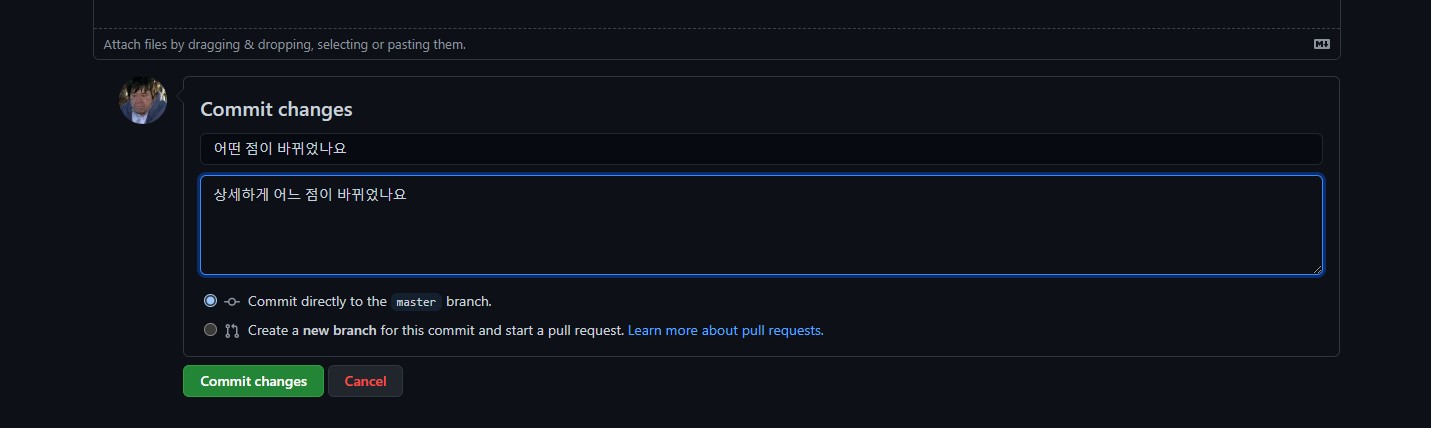 Attach files by dragging & dropping, selecting or pasting them.
Commit changes
어떤 점이 바뀌었나요
상세하게 어느 점이 바뀌었나요
Commit directly to the master branch.
Create a new branch for this commit and start a pull request. Learn more about pull requests.
Commit changes Cancel